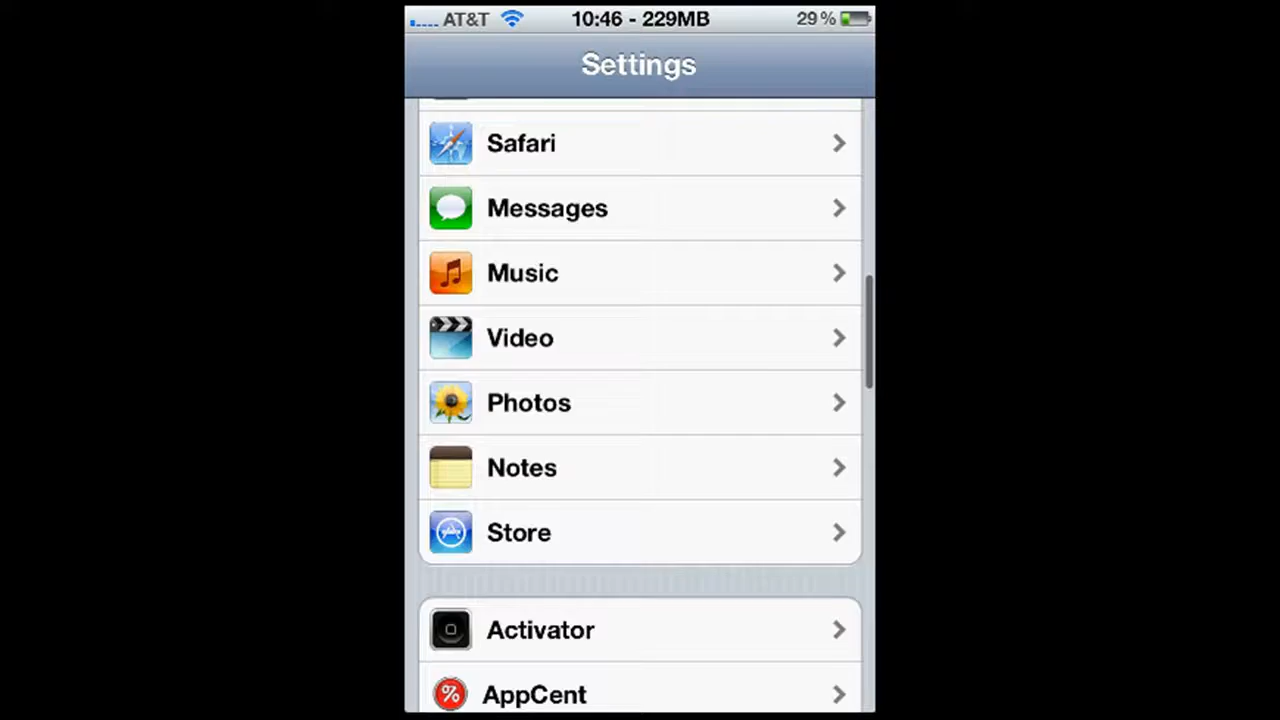 AT&T 10:46 - 229MB 29%
Settings
Safari
Messages
Music
Video
Photos
Notes
Store
Activator
% AppCent